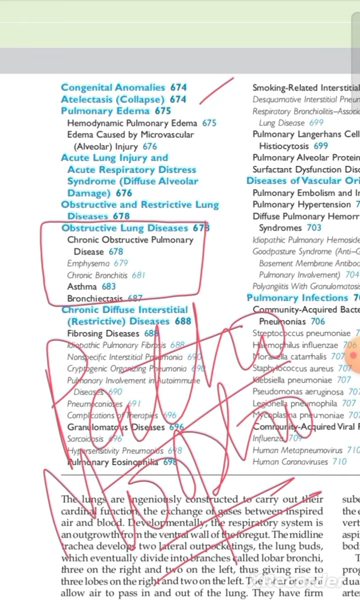 Congenital Anomalies 674
Atelectasis (Collapse) 674
Pulmonary Edema 675
Hemodynamic Pulmonary Edema 675
Edema Caused by Microvascular
(Alveolar) Injury 676
Acute Lung Injury and
Acute Respiratory Distress
Syndrome (Diffuse Alveolar
Damage) 676
Obstructive and Restrictive Lung
Diseases 678
Obstructive Lung Diseases 678
Chronic Obstructive Pulmonary
Disease 678
Emphysema 679
Chronic Bronchitis 681
Asthma 683
Bronchiectasis 687
Chronic Diffuse Interstitial
(Restrictive) Diseases 688
Fibrosing Diseases 688
Idiopathic Pulmonary Fibrosis 688
Nonspecific Interstitial Pneumonia 690
Cryptogenic Organizing Pneumonia
Pulmonary Involvement in Autoimmune
Diseases 690
Pneumoconioses 691
Complications of Therapies 696
Granulomatous Diseases 696
Sarcoidosis 696
Hypersensitivity Pneumonitis 698
Pulmonary Eosinophilia 698
Smoking-Related Interstitial
Desquamative Interstitial Pneum
Respiratory Bronchiolitis–Associ
Lung Disease 699
Pulmonary Langerhans Cell
Histiocytosis 699
Pulmonary Alveolar Protein
Surfactant Dysfunction Diso
Diseases of Vascular Ori
Pulmonary Embolism and In
Pulmonary Hypertension 7
Diffuse Pulmonary Hemor
Syndromes 703
Idiopathic Pulmonary Hemoside
Goodpasture Syndrome (Anti–G
Basement Membrane Antibod
Pulmonary Involvement) 704
Polyangiitis With Granulomatosis
Pulmonary Infections 70
Community-Acquired Bacte
Pneumonias 706
Streptococcus pneumoniae
Haemophilus influenzae 706
Moraxella catarrhalis 707
Staphylococcus aureus 707
Klebsiella pneumoniae 707
Pseudomonas aeruginosa 707
Legionella pneumophila 707
Mycoplasma pneumoniae 707
Community-Acquired Viral P
Influenza 709
Human Metapneumovirus 710
Human Coronaviruses 710
The lungs are ingeniously constructed to carry out their
cardinal function, the exchange of gases between inspired
air and blood. Developmentally, the respiratory system is
an outgrowth from the ventral wall of the foregut. The midline
trachea develops two lateral outpocketings, the lung buds,
which eventually divide into branches called lobar bronchi,
three on the right and two on the left, thus giving rise to
three lobes on the right and two on the left.
allow air to pass in and out of the lung. They have firm